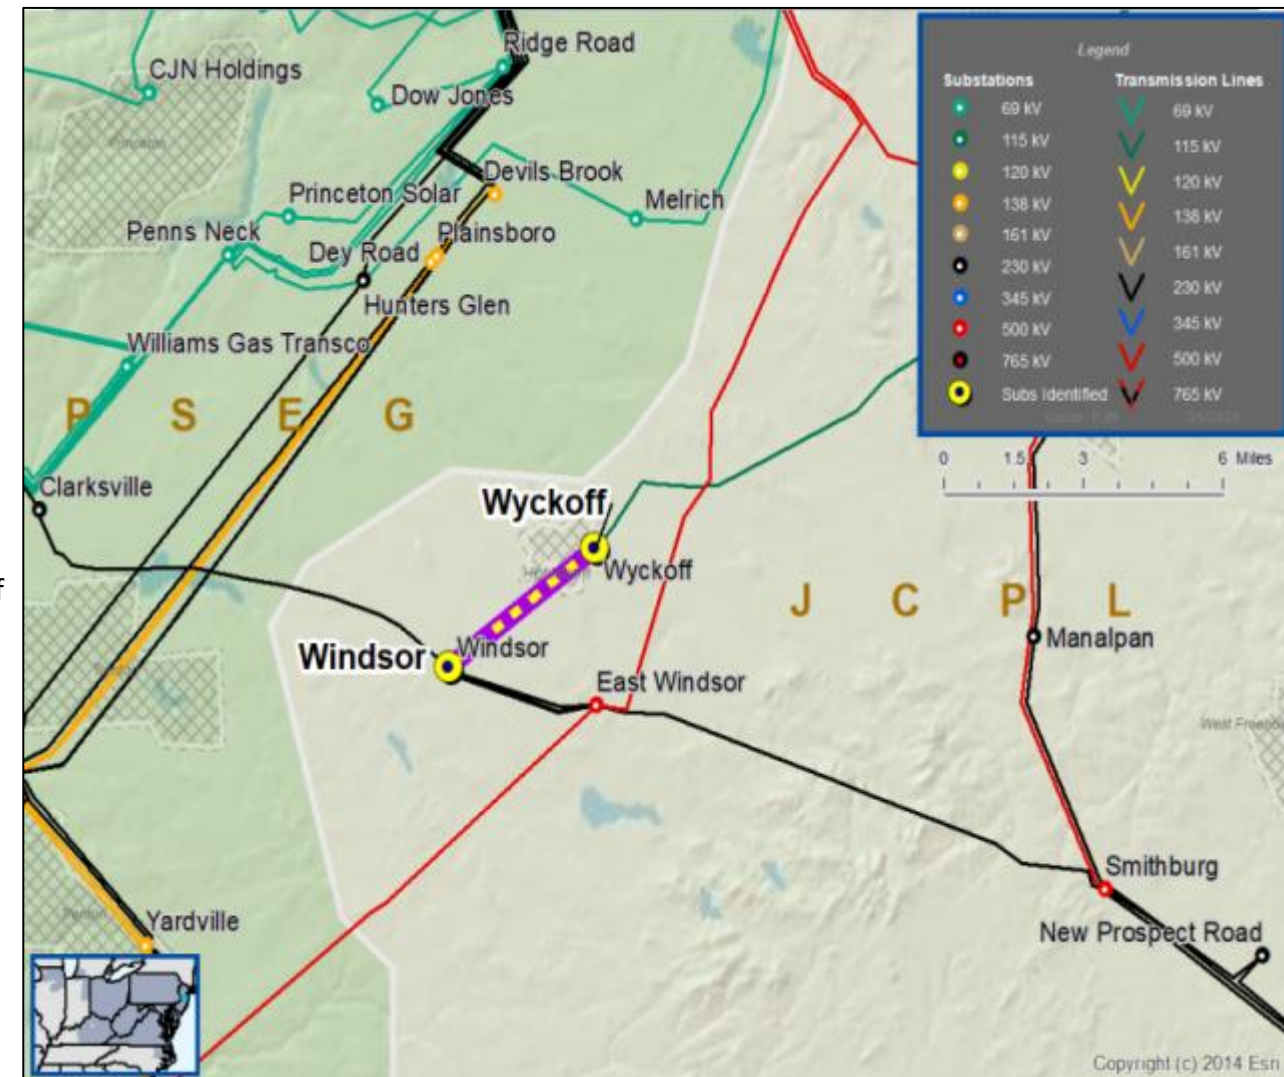 Ridge Road
CJN Holdings
Dow Jones
Devils Brook
Princeton Solar
Melrich
Penns Neck
Plainsboro
Dey Road
Hunters Glen
Williams Gas Transco
P S E G
Clarksville
Wyckoff
Wyckoff
f
Windsor
Windsor
East Windsor
J C P L
Manalpan
Smithburg
New Prospect Road
Yardville
Legend
Substations Transmission Lines
69 kV 69 kV
115 kV 115 kV
120 kV 120 kV
138 kV 138 kV
161 kV 161 kV
230 kV 230 kV
345 kV 345 kV
500 kV 500 kV
765 kV 765 kV
Subs Identified
0 1.5 3 6 Miles
Princeton
Trenton
Copyright (c) 2014 Esri